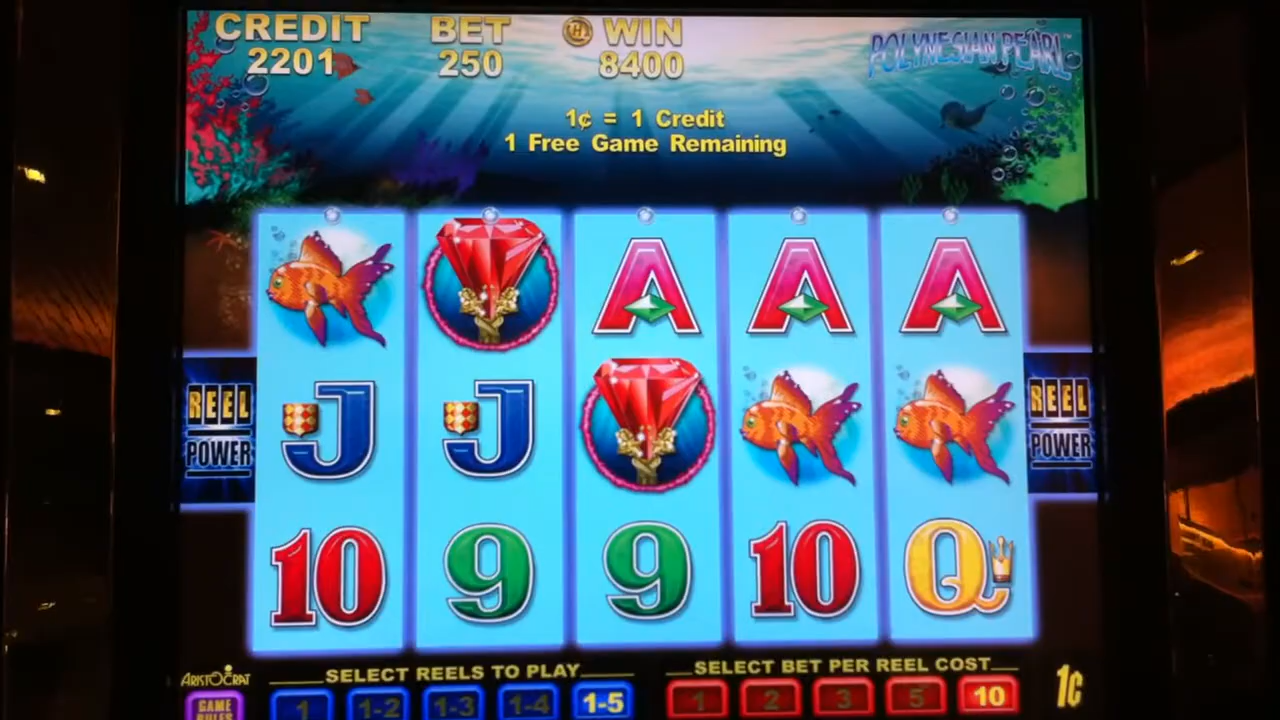 CREDIT BET WIN
2201 250 8400
POLYNESIAN PEARL™
1¢ = 1 Credit
1 Free Game Remaining
A A A
REEL POWER
J J
REEL POWER
10 9 9 10 Q
ARISTOCRAT
SELECT REELS TO PLAY
SELECT BET PER REEL COST
1¢
GAME RULES
1 1-2 1-3 1-4 1-5
1 2 3 5 10